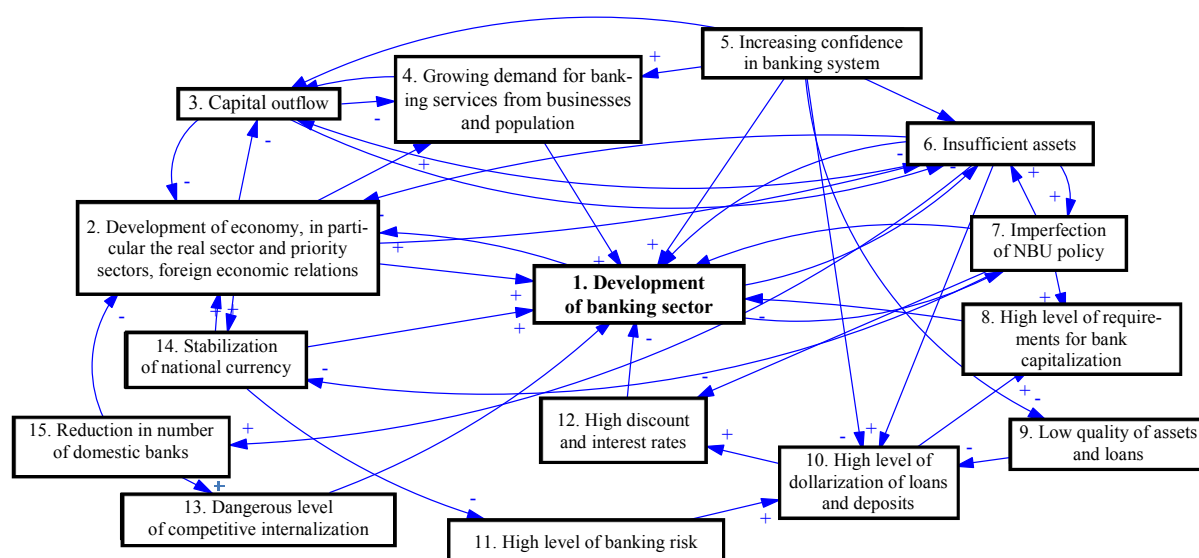 5. Increasing confidence
in banking system
4. Growing demand for ban-
king services from businesses
and population
3. Capital outflow
6. Insufficient assets
2. Development of economy, in parti-
cular the real sector and priority
sectors, foreign economic relations
7. Imperfection
of NBU policy
1. Development
of banking sector
8. High level of require-
ments for bank
capitalization
14. Stabilization
of national currency
12. High discount
and interest rates
15. Reduction in number
of domestic banks
9. Low quality of assets
and loans
10. High level of
dollarization of loans
and deposits
13. Dangerous level
of competitive internalization
11. High level of banking risk